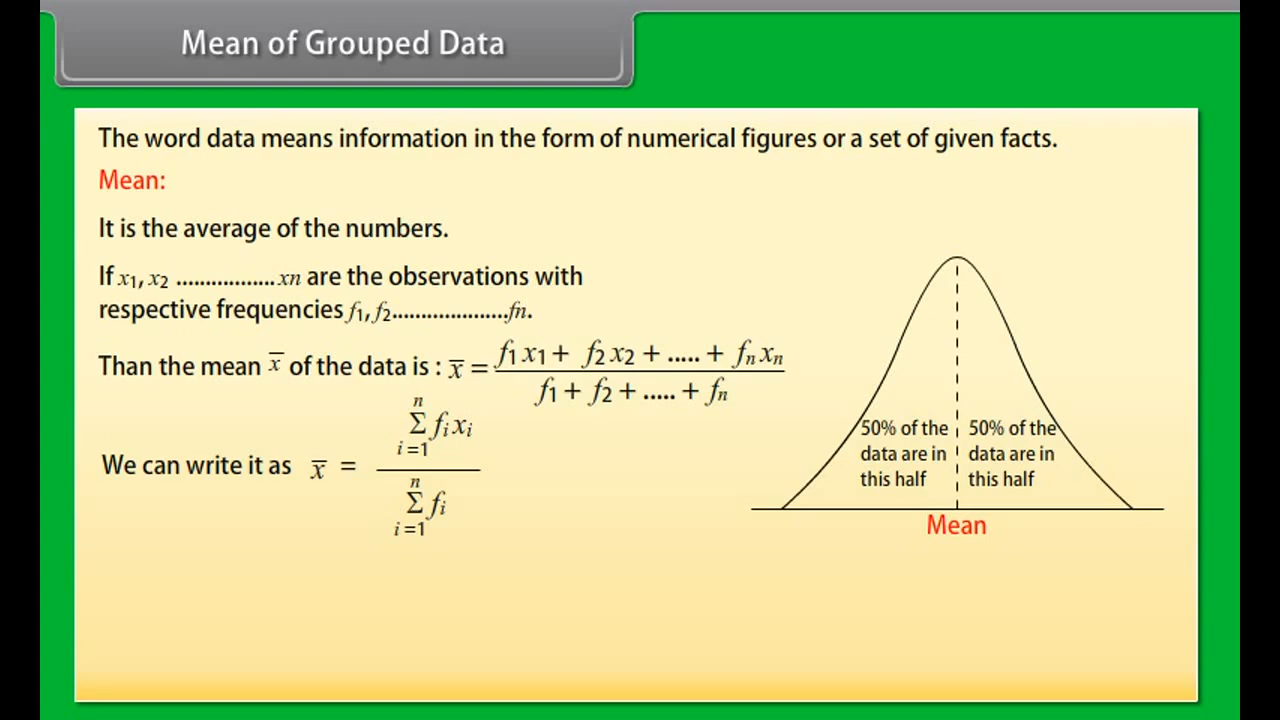 Mean of Grouped Data
The word data means information in the form of numerical figures or a set of given facts.
Mean:
It is the average of the numbers.
If x₁, x₂ ................. xn are the observations with
respective frequencies f₁, f₂....................fn.
Than the mean x̅ of the data is : x̅ = (f₁x₁ + f₂x₂ + ..... + fₙxₙ) / (f₁ + f₂ + ..... + fₙ)
We can write it as x̅ = (Σ i=1 n fᵢxᵢ) / (Σ i=1 n fᵢ)
50% of the
data are in
this half
50% of the
data are in
this half
Mean